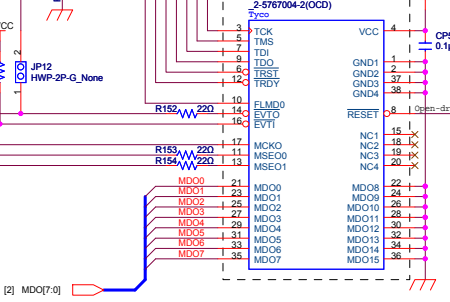 2-5767004-2(OCD)
Tyco
VCC
JP12
HWP-2P-G_None
2
1
3 TCK
5 TMS
7 TDI
9 TDO
6 TRST
12 TRDY
10 FLMD0
R152 22Ω 14 EVTO
16 EVTI
17 MCKO
R153 22Ω 11 MSEO0
R154 22Ω 13 MSEO1
MDO0 21 MDO0
MDO1 23 MDO1
MDO2 25 MDO2
MDO3 27 MDO3
MDO4 29 MDO4
MDO5 31 MDO5
MDO6 33 MDO6
MDO7 35 MDO7
VCC 4
GND1 1
GND2 2
GND3 37
GND4 38
RESET 8
NC1 15
NC2 18
NC3 19
NC4 20
MDO8 22
MDO9 24
MDO10 26
MDO11 28
MDO12 30
MDO13 32
MDO14 34
MDO15 36
CP5
0.1μ
Open-dr
[2] MDO[7:0]